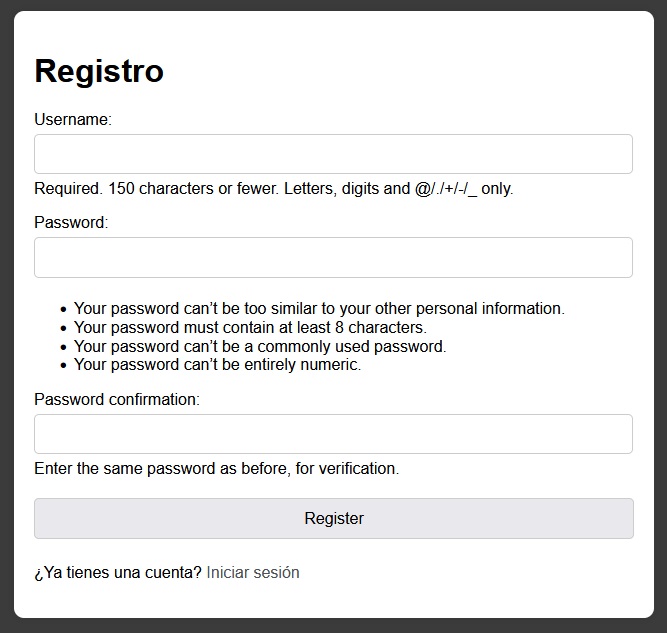 Registro
Username:
Required. 150 characters or fewer. Letters, digits and @/./+/-/_ only.
Password:
• Your password can’t be too similar to your other personal information.
• Your password must contain at least 8 characters.
• Your password can’t be a commonly used password.
• Your password can’t be entirely numeric.
Password confirmation:
Enter the same password as before, for verification.
Register
¿Ya tienes una cuenta? Iniciar sesión